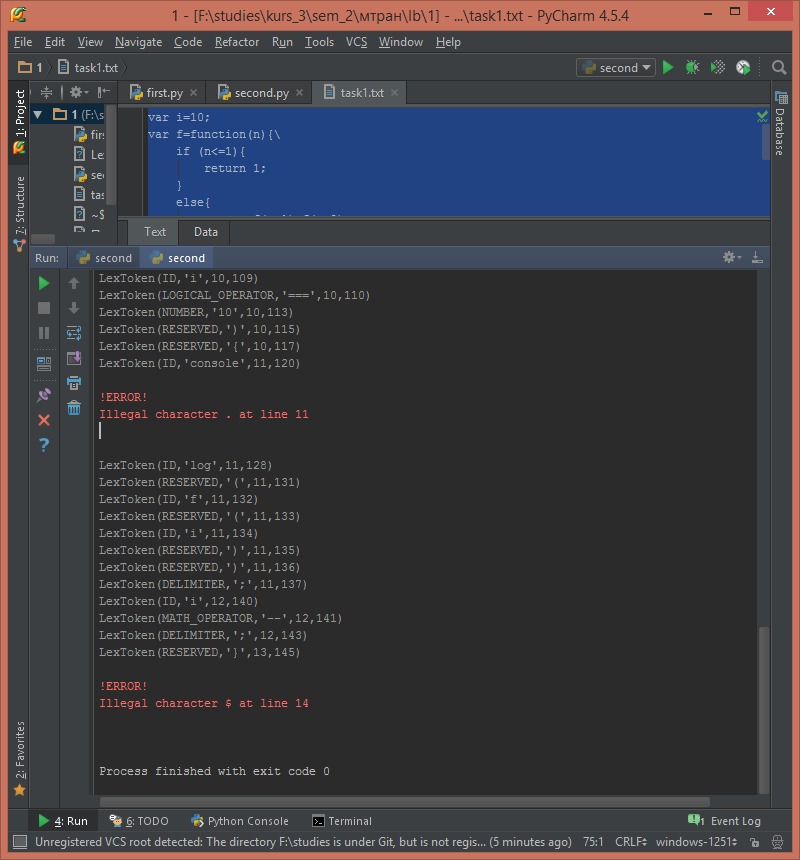 1 - [F:\studies\kurs_3\sem_2\мтран\lb\1] - ...\task1.txt - PyCharm 4.5.4
File Edit View Navigate Code Refactor Run Tools VCS Window Help
1 task1.txt second
1: Project
7: Structure
2: Favorites
Database
1 (F:\s
firs
Le
sec
tas
~$
first.py second.py task1.txt
var i=10;
var f=function(n){\
if (n<=1){
return 1;
}
else{
Text Data
Run: second second
LexToken(ID,'i',10,109)
LexToken(LOGICAL_OPERATOR,'===',10,110)
LexToken(NUMBER,'10',10,113)
LexToken(RESERVED,')',10,115)
LexToken(RESERVED,'{',10,117)
LexToken(ID,'console',11,120)
!ERROR!
Illegal character . at line 11
LexToken(ID,'log',11,128)
LexToken(RESERVED,'(',11,131)
LexToken(ID,'f',11,132)
LexToken(RESERVED,'(',11,133)
LexToken(ID,'i',11,134)
LexToken(RESERVED,')',11,135)
LexToken(RESERVED,')',11,136)
LexToken(DELIMITER,';',11,137)
LexToken(ID,'i',12,140)
LexToken(MATH_OPERATOR,'--',12,141)
LexToken(DELIMITER,';',12,143)
LexToken(RESERVED,'}',13,145)
!ERROR!
Illegal character $ at line 14
Process finished with exit code 0
4: Run 6: TODO Python Console Terminal 1 Event Log
Unregistered VCS root detected: The directory F:\studies is under Git, but is not regis... (5 minutes ago) 75:1 CRLF windows-1251